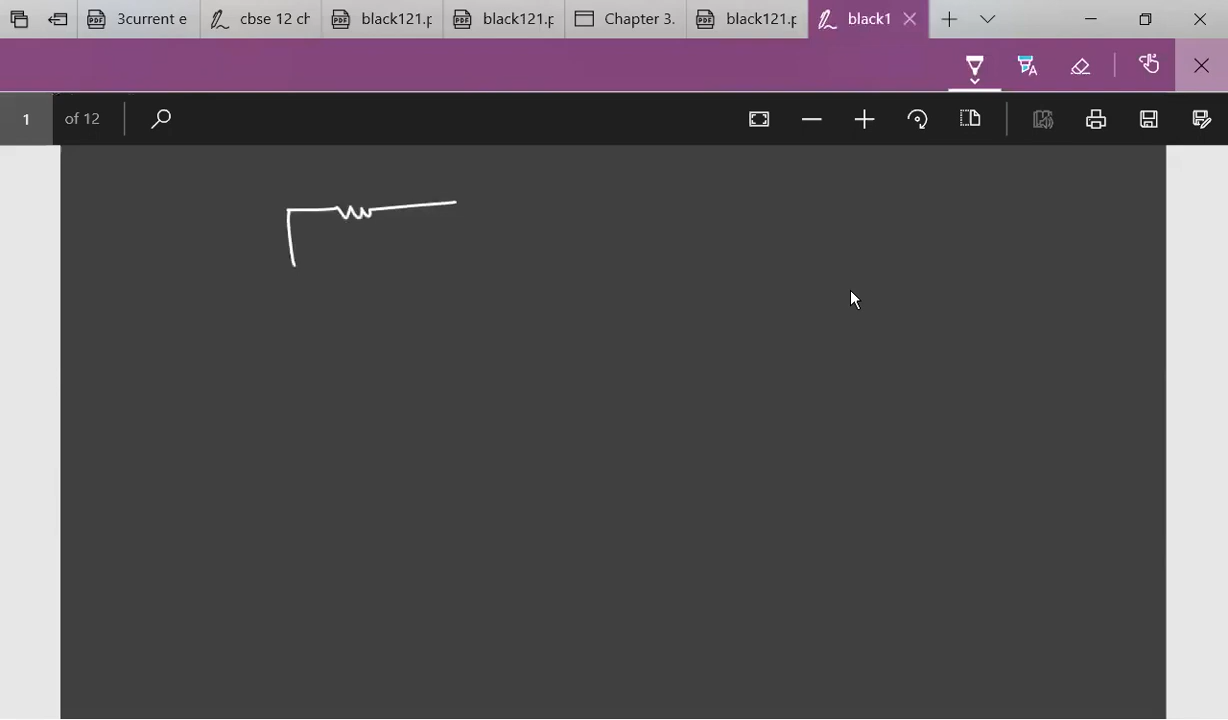 3current e
cbse 12 ch
black121.p
black121.p
Chapter 3.
black121.p
black1
1 of 12